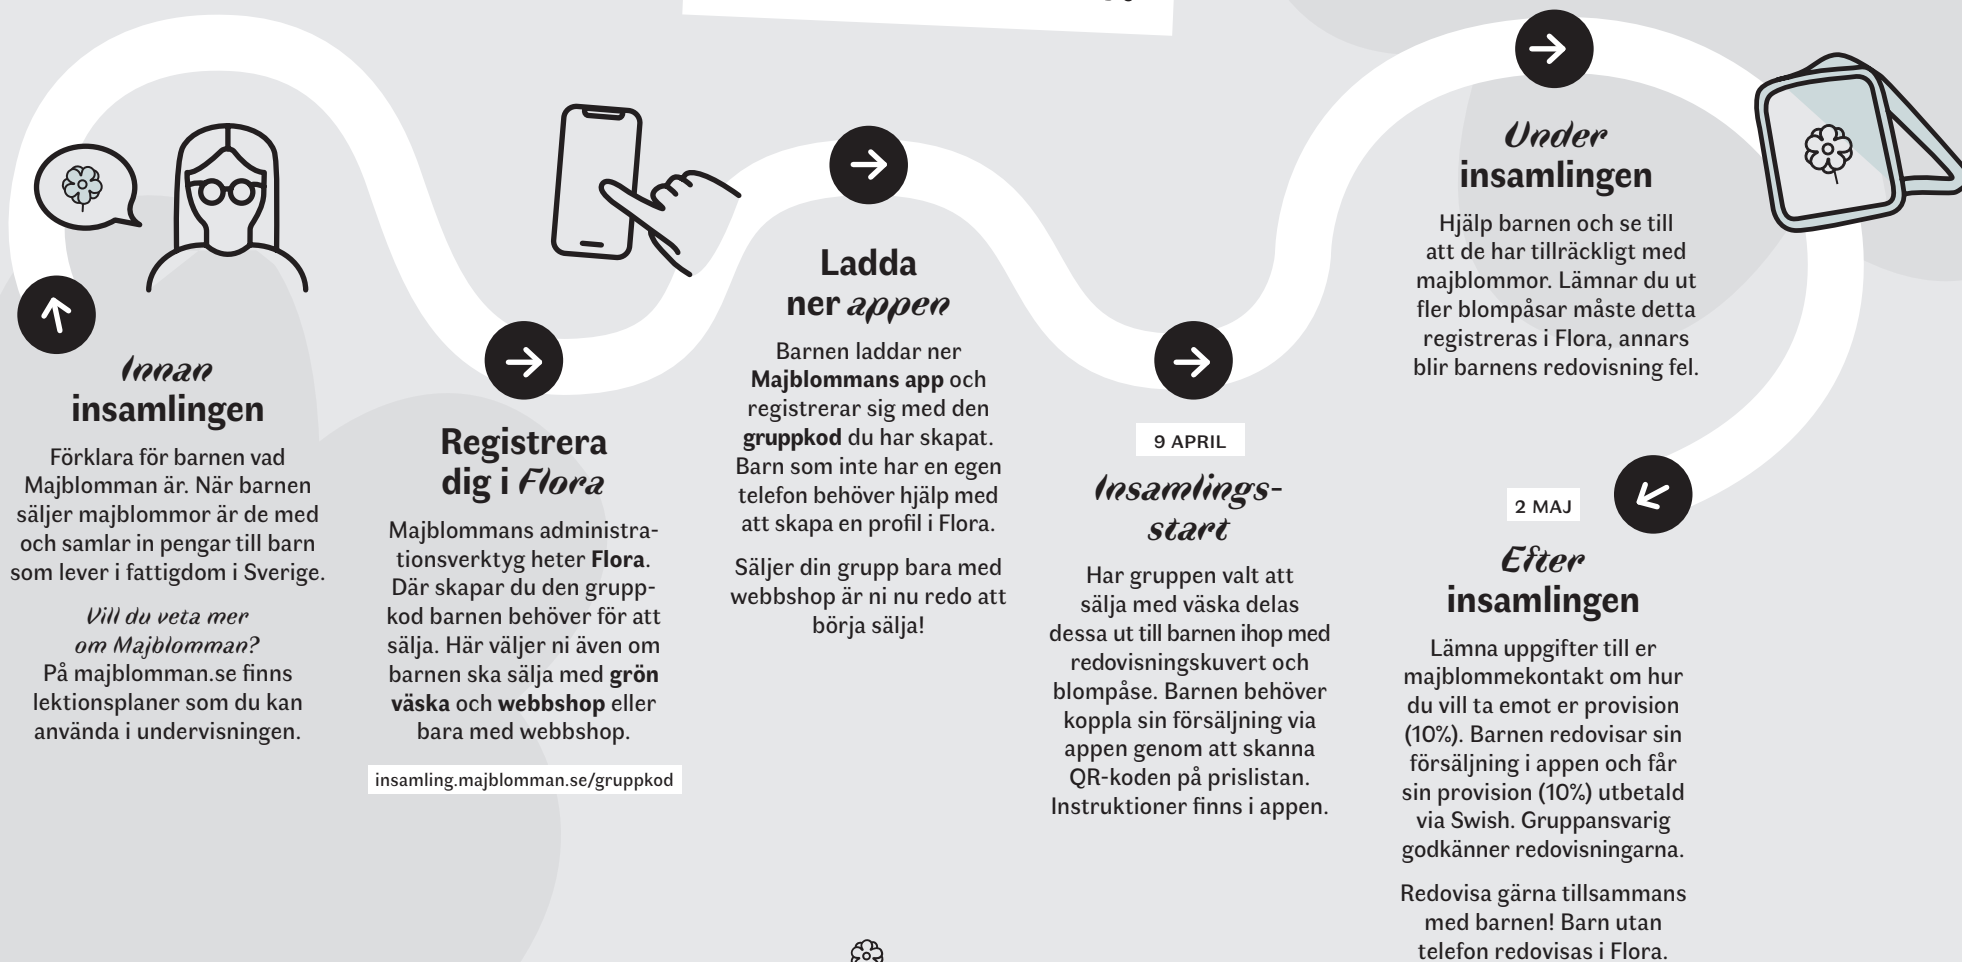 Innan
insamlingen
Förklara för barnen vad
Majblomman är. När barnen
säljer majblommor är de med
och samlar in pengar till barn
som lever i fattigdom i Sverige.
Vill du veta mer
om Majblomman?
På majblomman.se finns
lektionsplaner som du kan
använda i undervisningen.
Registrera
dig i Flora
Majblommans administra-
tionsverktyg heter Flora.
Där skapar du den grupp-
kod barnen behöver för att
sälja. Här väljer ni även om
barnen ska sälja med grön
väska och webbshop eller
bara med webbshop.
insamling.majblomman.se/gruppkod
Ladda
ner appen
Barnen laddar ner
Majblommans app och
registrerar sig med den
gruppkod du har skapat.
Barn som inte har en egen
telefon behöver hjälp med
att skapa en profil i Flora.
Säljer din grupp bara med
webbshop är ni nu redo att
börja sälja!
9 APRIL
Insamlings-
start
Har gruppen valt att
sälja med väska delas
dessa ut till barnen ihop med
redovisningskuvert och
blompåse. Barnen behöver
koppla sin försäljning via
appen genom att skanna
QR-koden på prislistan.
Instruktioner finns i appen.
Under
insamlingen
Hjälp barnen och se till
att de har tillräckligt med
majblommor. Lämnar du ut
fler blompåsar måste detta
registreras i Flora, annars
blir barnens redovisning fel.
2 MAJ
Efter
insamlingen
Lämna uppgifter till er
majblommekontakt om hur
du vill ta emot er provision
(10%). Barnen redovisar sin
försäljning i appen och får
sin provision (10%) utbetald
via Swish. Gruppansvarig
godkänner redovisningarna.
Redovisa gärna tillsammans
med barnen! Barn utan
telefon redovisas i Flora.